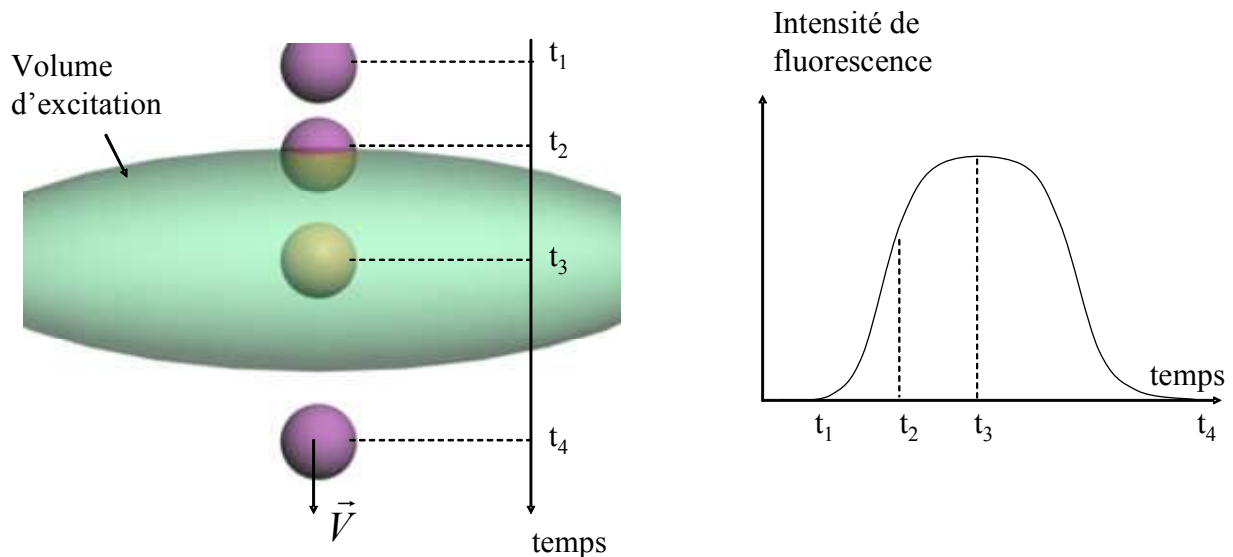 Volume
d’excitation
t1
t2
t3
t4
V
temps
Intensité de
fluorescence
temps
t1 t2 t3 t4